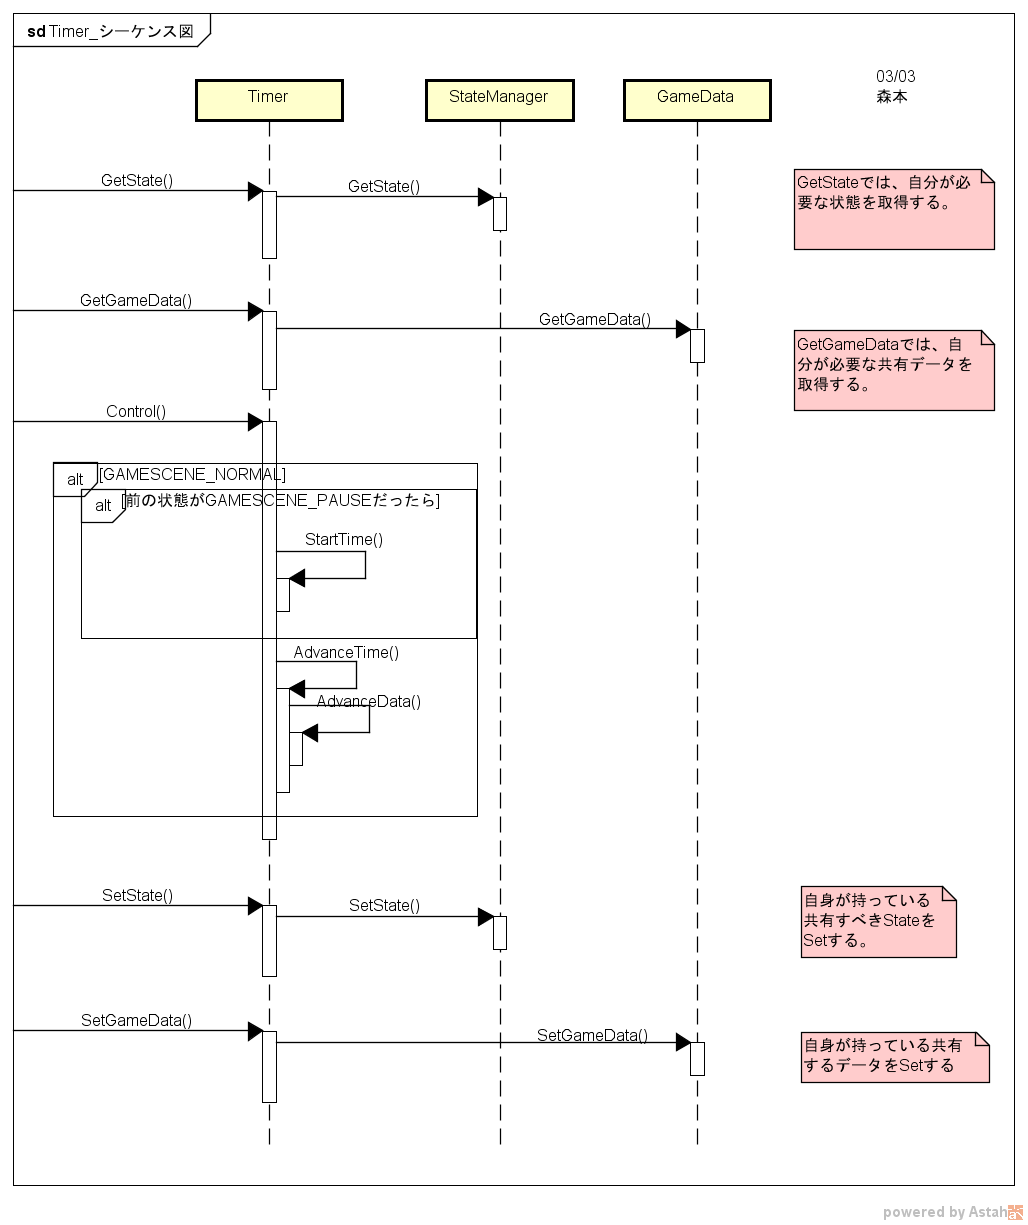 sd Timer_シーケンス図
03/03
森本
Timer
StateManager
GameData
GetState()
GetState()
GetStateでは、自分が必
要な状態を取得する。
GetGameData()
GetGameData()
GetGameDataでは、自
分が必要な共有データを
取得する。
Control()
alt [GAMESCENE_NORMAL]
alt [前の状態がGAMESCENE_PAUSEだったら]
StartTime()
AdvanceTime()
AdvanceData()
SetState()
SetState()
自身が持っている
共有すべきStateを
Setする。
SetGameData()
SetGameData()
自身が持っている共有
するデータをSetする
powered by Astah